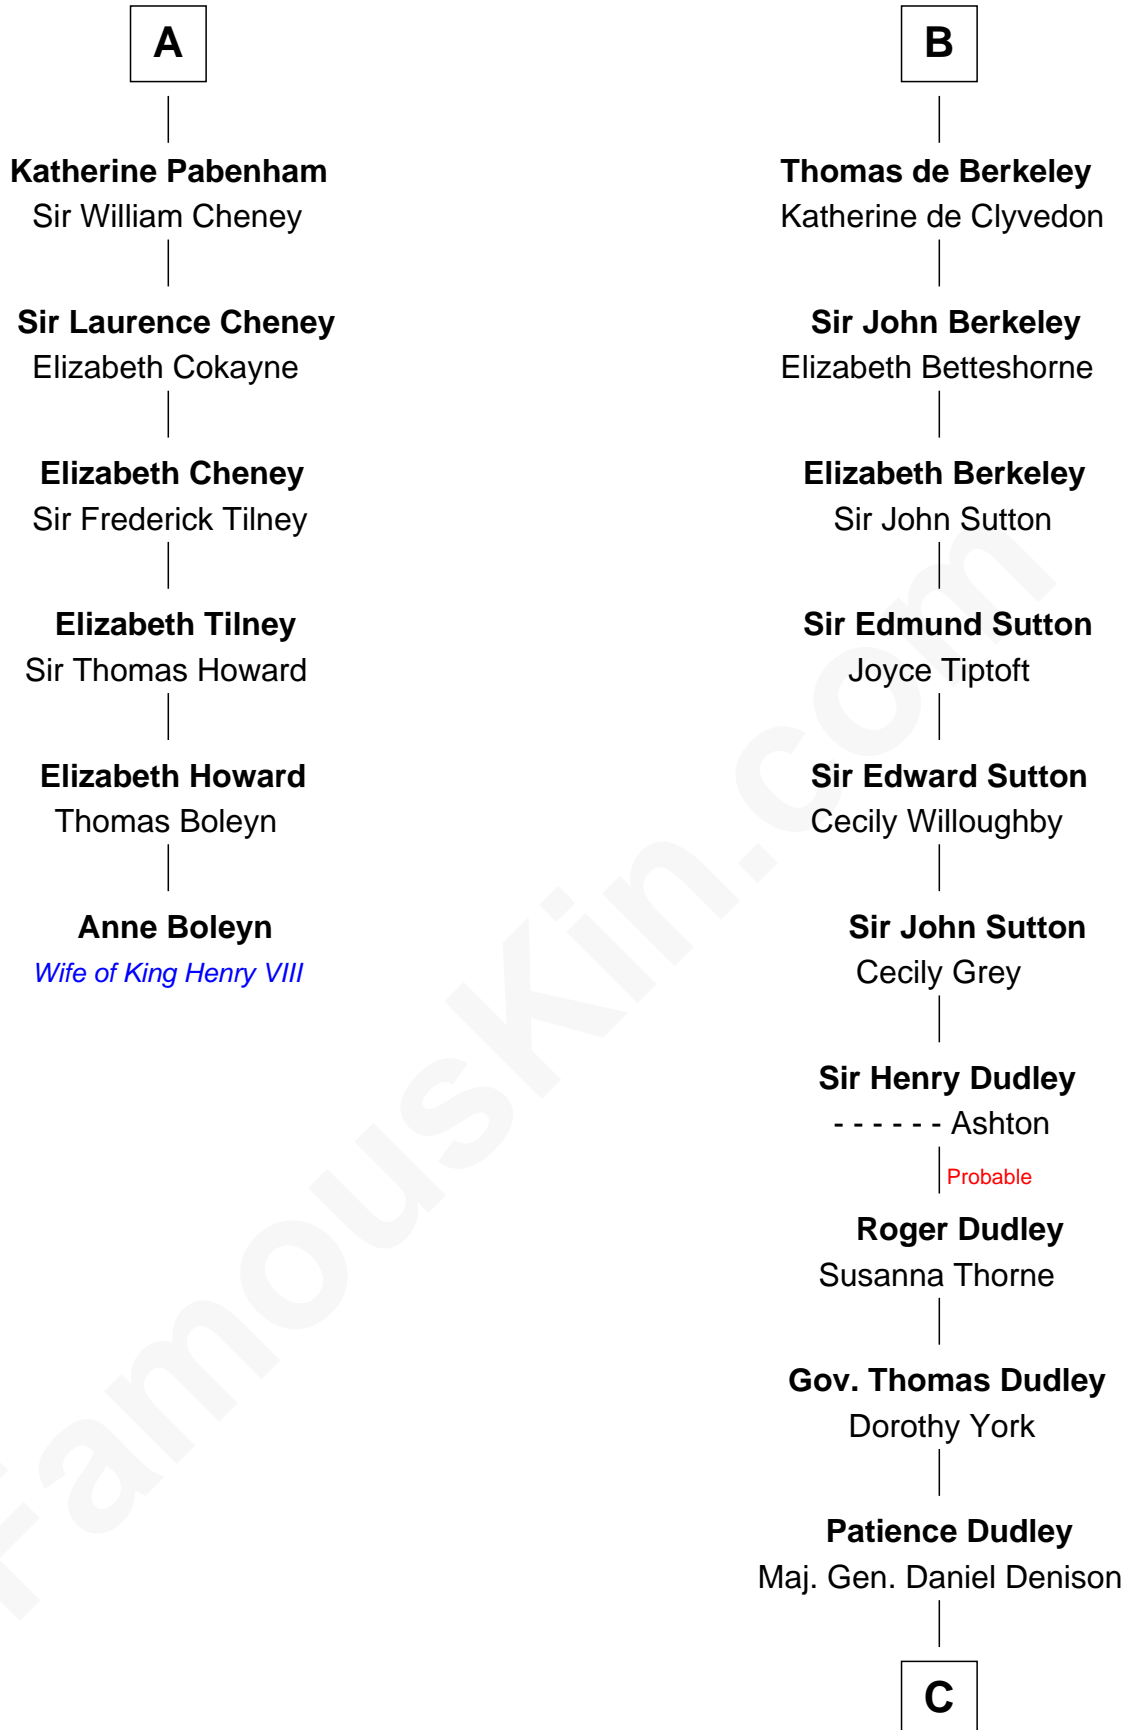 A
Katherine Pabenham
Sir William Cheney
Sir Laurence Cheney
Elizabeth Cokayne
Elizabeth Cheney
Sir Frederick Tilney
Elizabeth Tilney
Sir Thomas Howard
Elizabeth Howard
Thomas Boleyn
Anne Boleyn
Wife of King Henry VIII
B
Thomas de Berkeley
Katherine de Clyvedon
Sir John Berkeley
Elizabeth Betteshorne
Elizabeth Berkeley
Sir John Sutton
Sir Edmund Sutton
Joyce Tiptoft
Sir Edward Sutton
Cecily Willoughby
Sir John Sutton
Cecily Grey
Sir Henry Dudley
- - - - - - Ashton
Probable
Roger Dudley
Susanna Thorne
Gov. Thomas Dudley
Dorothy York
Patience Dudley
Maj. Gen. Daniel Denison
C
FamousKin.com